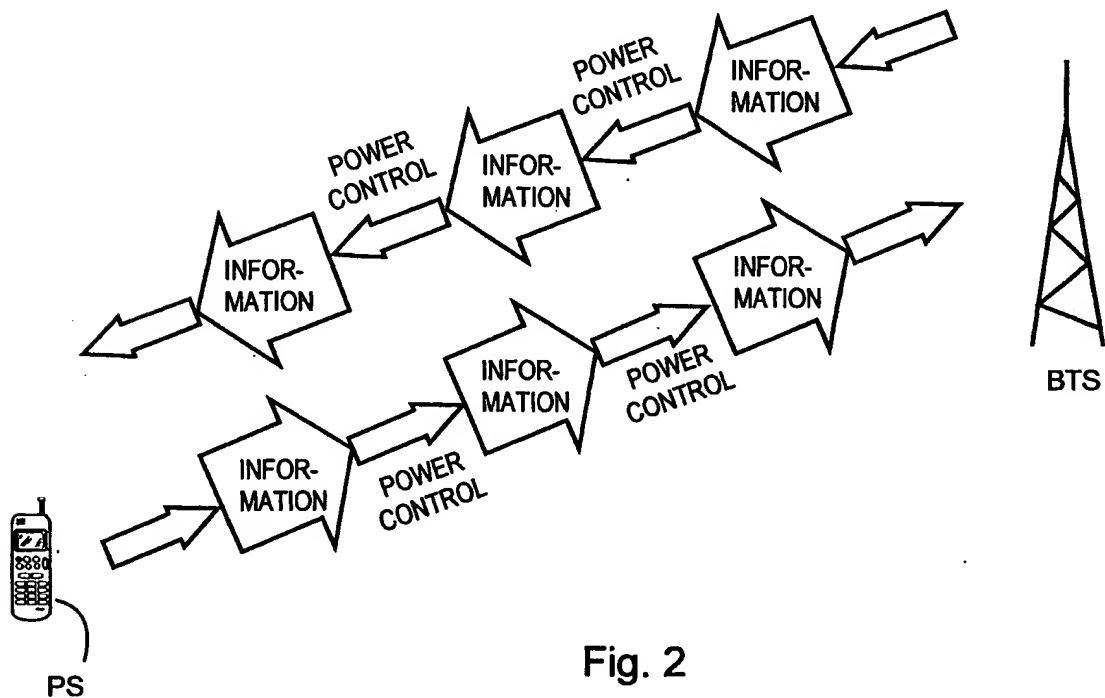 POWER
CONTROL
INFOR-
MATION
POWER
CONTROL
INFOR-
MATION
INFOR-
MATION
INFOR-
MATION
POWER
CONTROL
INFOR-
MATION
POWER
CONTROL
INFOR-
MATION
BTS
PS
Fig. 2